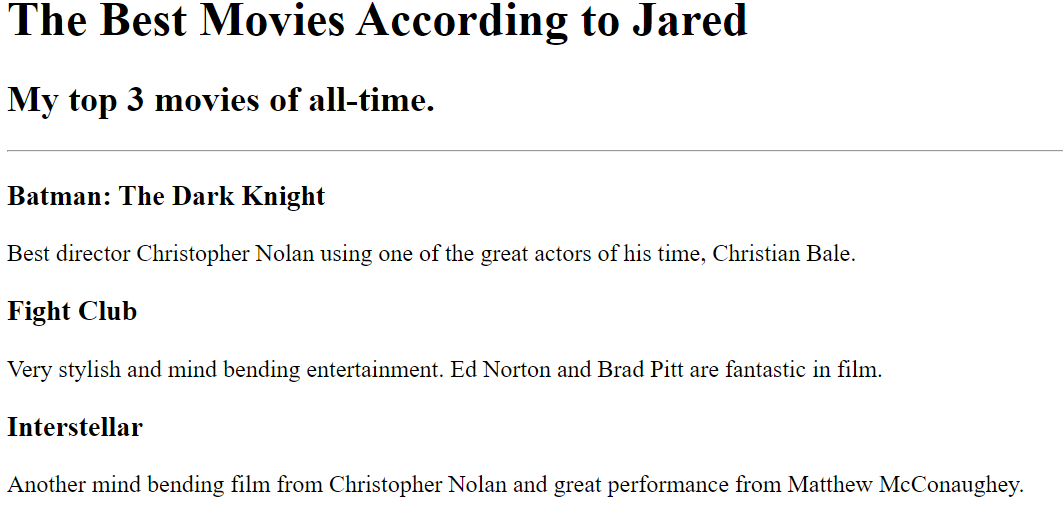 The Best Movies According to Jared
My top 3 movies of all-time.
Batman: The Dark Knight
Best director Christopher Nolan using one of the great actors of his time, Christian Bale.
Fight Club
Very stylish and mind bending entertainment. Ed Norton and Brad Pitt are fantastic in film.
Interstellar
Another mind bending film from Christopher Nolan and great performance from Matthew McConaughey.